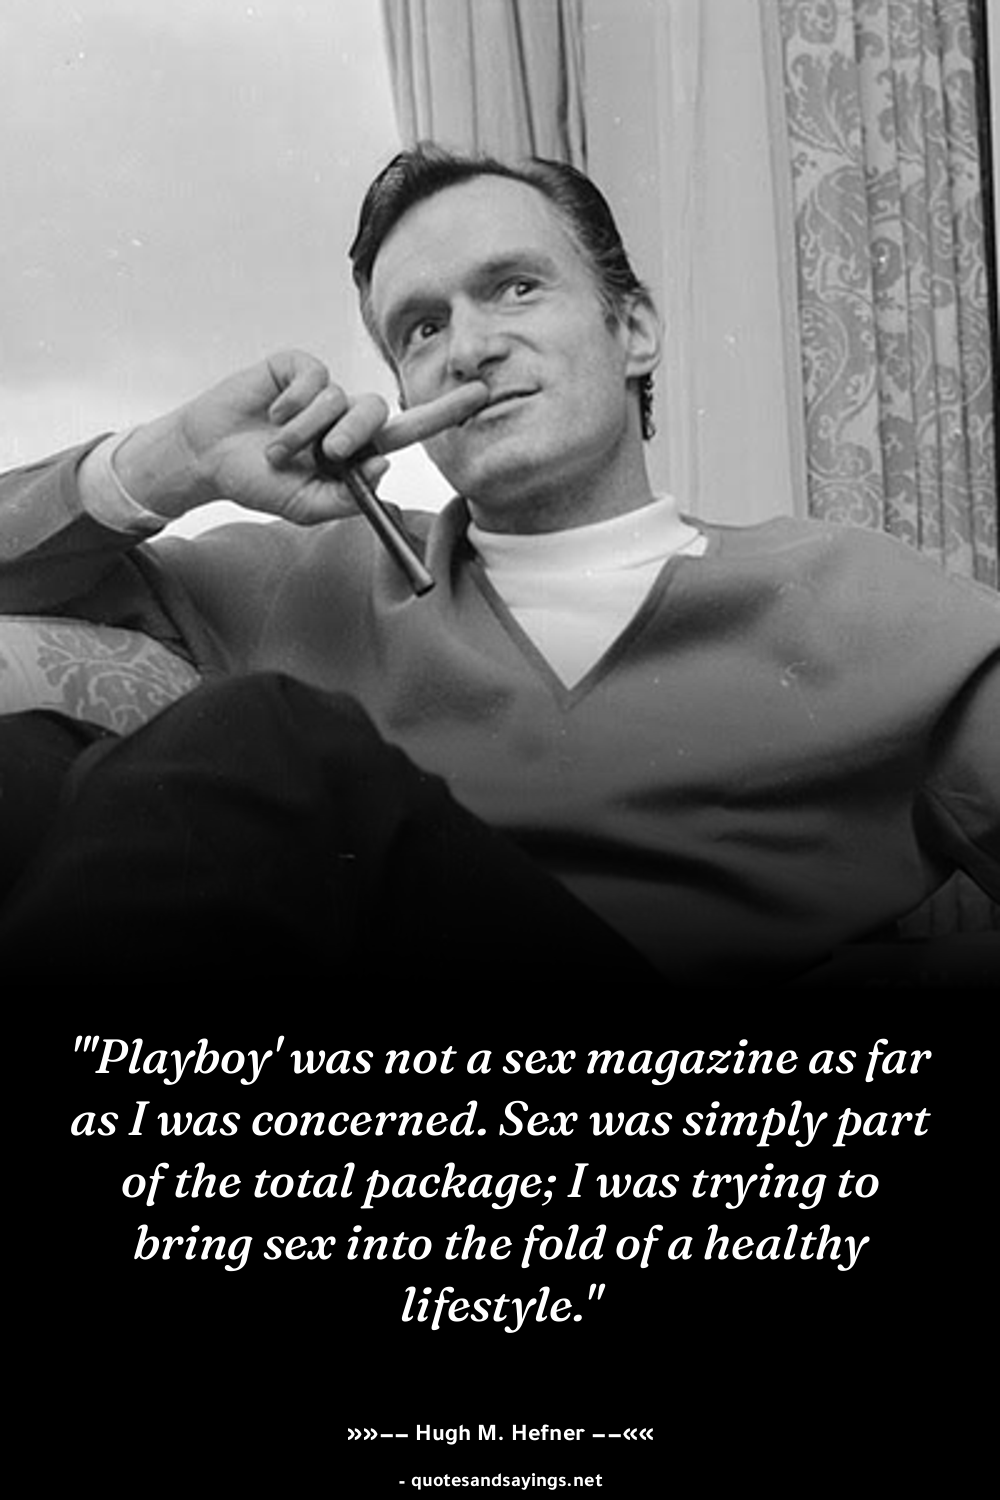 "'Playboy' was not a sex magazine as far
as I was concerned. Sex was simply part
of the total package; I was trying to
bring sex into the fold of a healthy
lifestyle."
»»–– Hugh M. Hefner ––««
- quotesandsayings.net